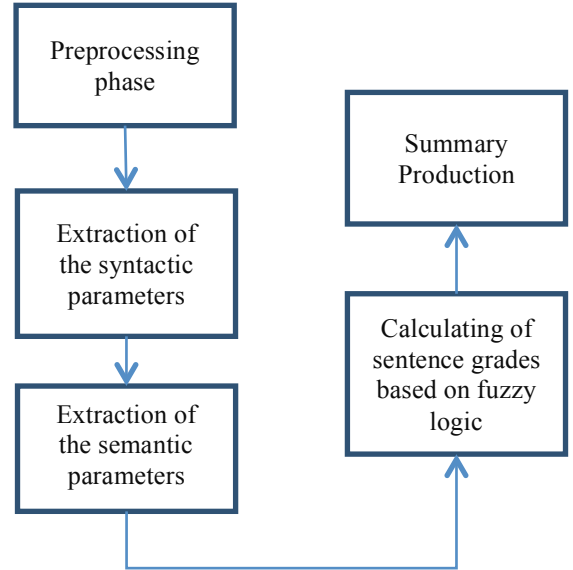 Preprocessing
phase
Extraction of
the syntactic
parameters
Extraction of
the semantic
parameters
Calculating of
sentence grades
based on fuzzy
logic
Summary
Production